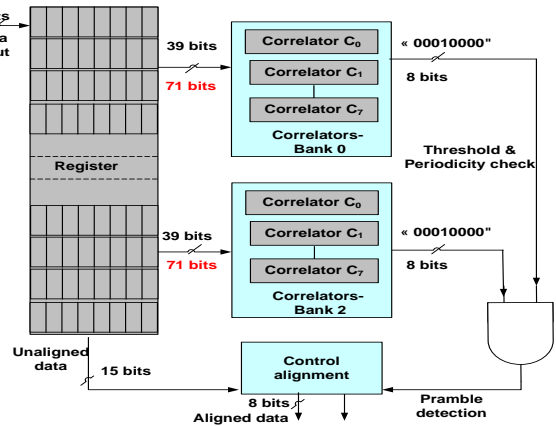 39 bits
71 bits
Correlator C0
Correlator C1
Correlator C7
Correlators-
Bank 0
« 00010000"
8 bits
Threshold &
Periodicity check
Register
39 bits
71 bits
Correlator C0
Correlator C1
Correlator C7
Correlators-
Bank 2
« 00010000"
8 bits
Unaligned
data
15 bits
Control
alignment
8 bits
Aligned data
Pramble
detection